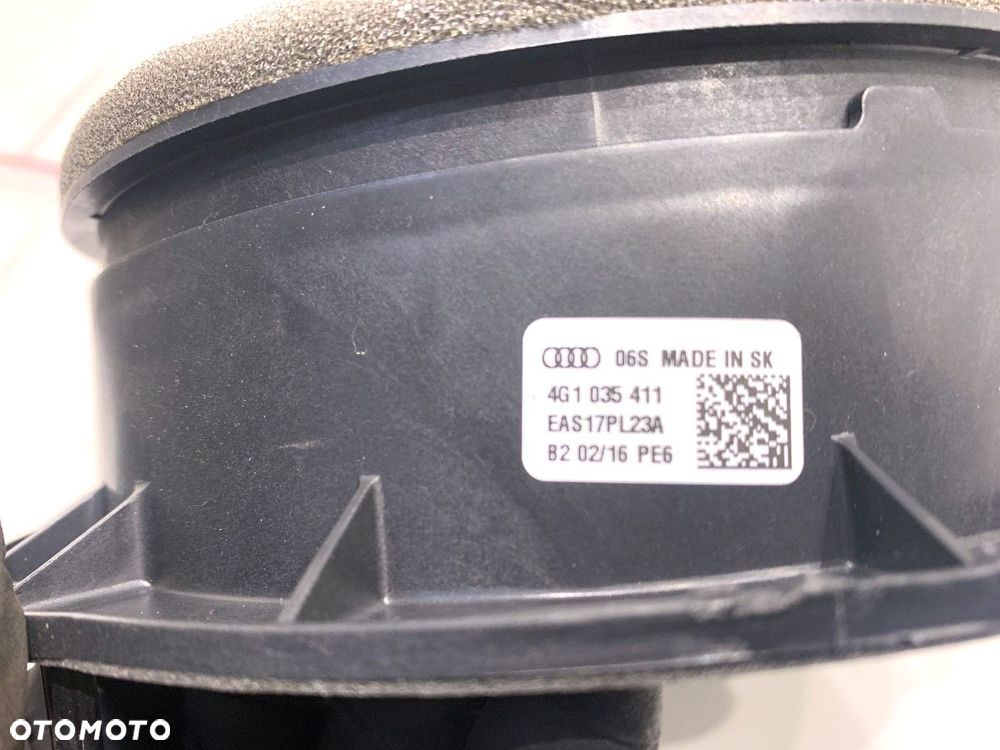 06S MADE IN SK
4G1 035 411
EAS17PL23A
B2 02/16 PE6
OTOMOTO